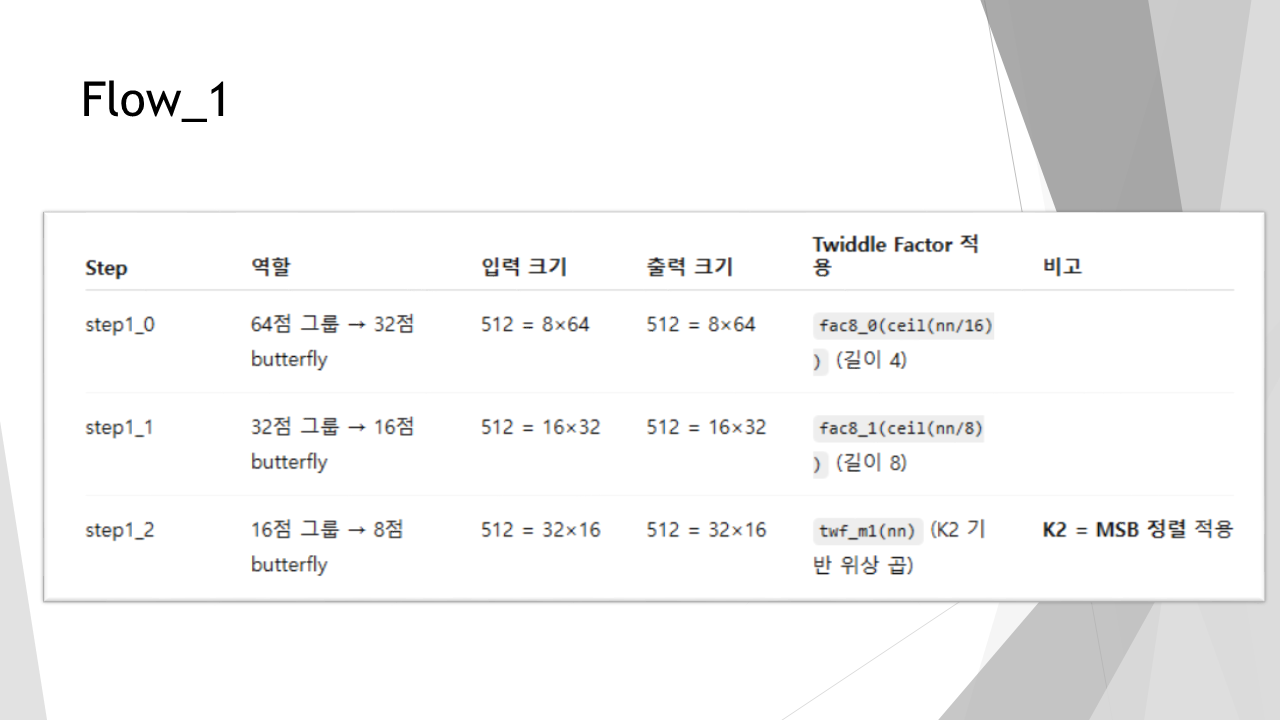 Flow_1
Step 역할 입력 크기 출력 크기 Twiddle Factor 적
용 비고
step1_0 64점 그룹 → 32점 512 = 8×64 512 = 8×64 fac8_0(ceil(nn/16)
butterfly ) (길이 4)
step1_1 32점 그룹 → 16점 512 = 16×32 512 = 16×32 fac8_1(ceil(nn/8)
butterfly ) (길이 8)
step1_2 16점 그룹 → 8점 512 = 32×16 512 = 32×16 twf_m1(nn) (K2 기 K2 = MSB 정렬 적용
butterfly 반 위상 곱)